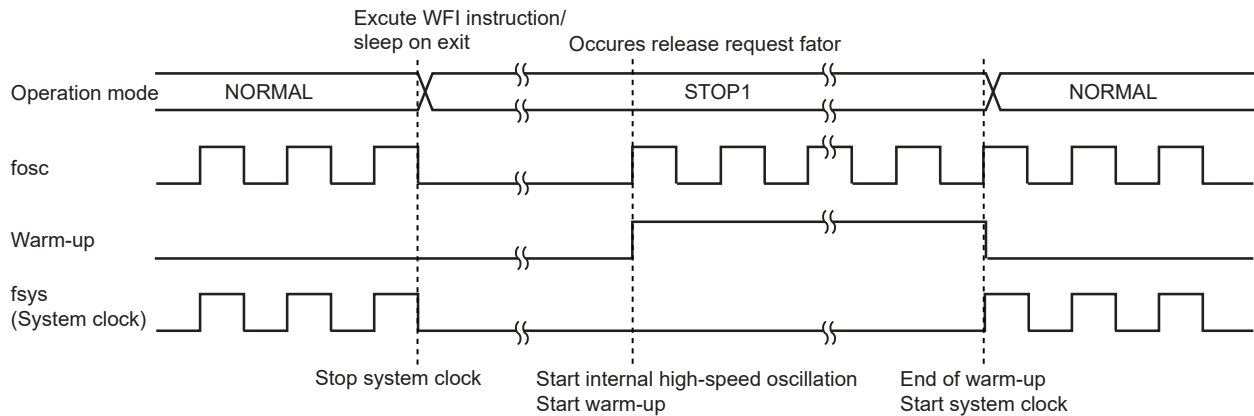 Excute WFI instruction/
sleep on exit
Occures release request fator
Operation mode
NORMAL
STOP1
NORMAL
fosc
Warm-up
fsys
(System clock)
Stop system clock
Start internal high-speed oscillation
Start warm-up
End of warm-up
Start system clock